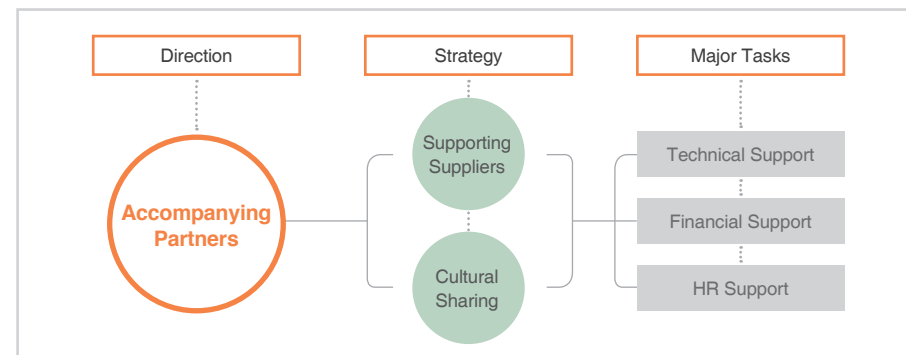 Direction
Strategy
Major Tasks
Accompanying
Partners
Supporting
Suppliers
Cultural
Sharing
Technical Support
Financial Support
HR Support